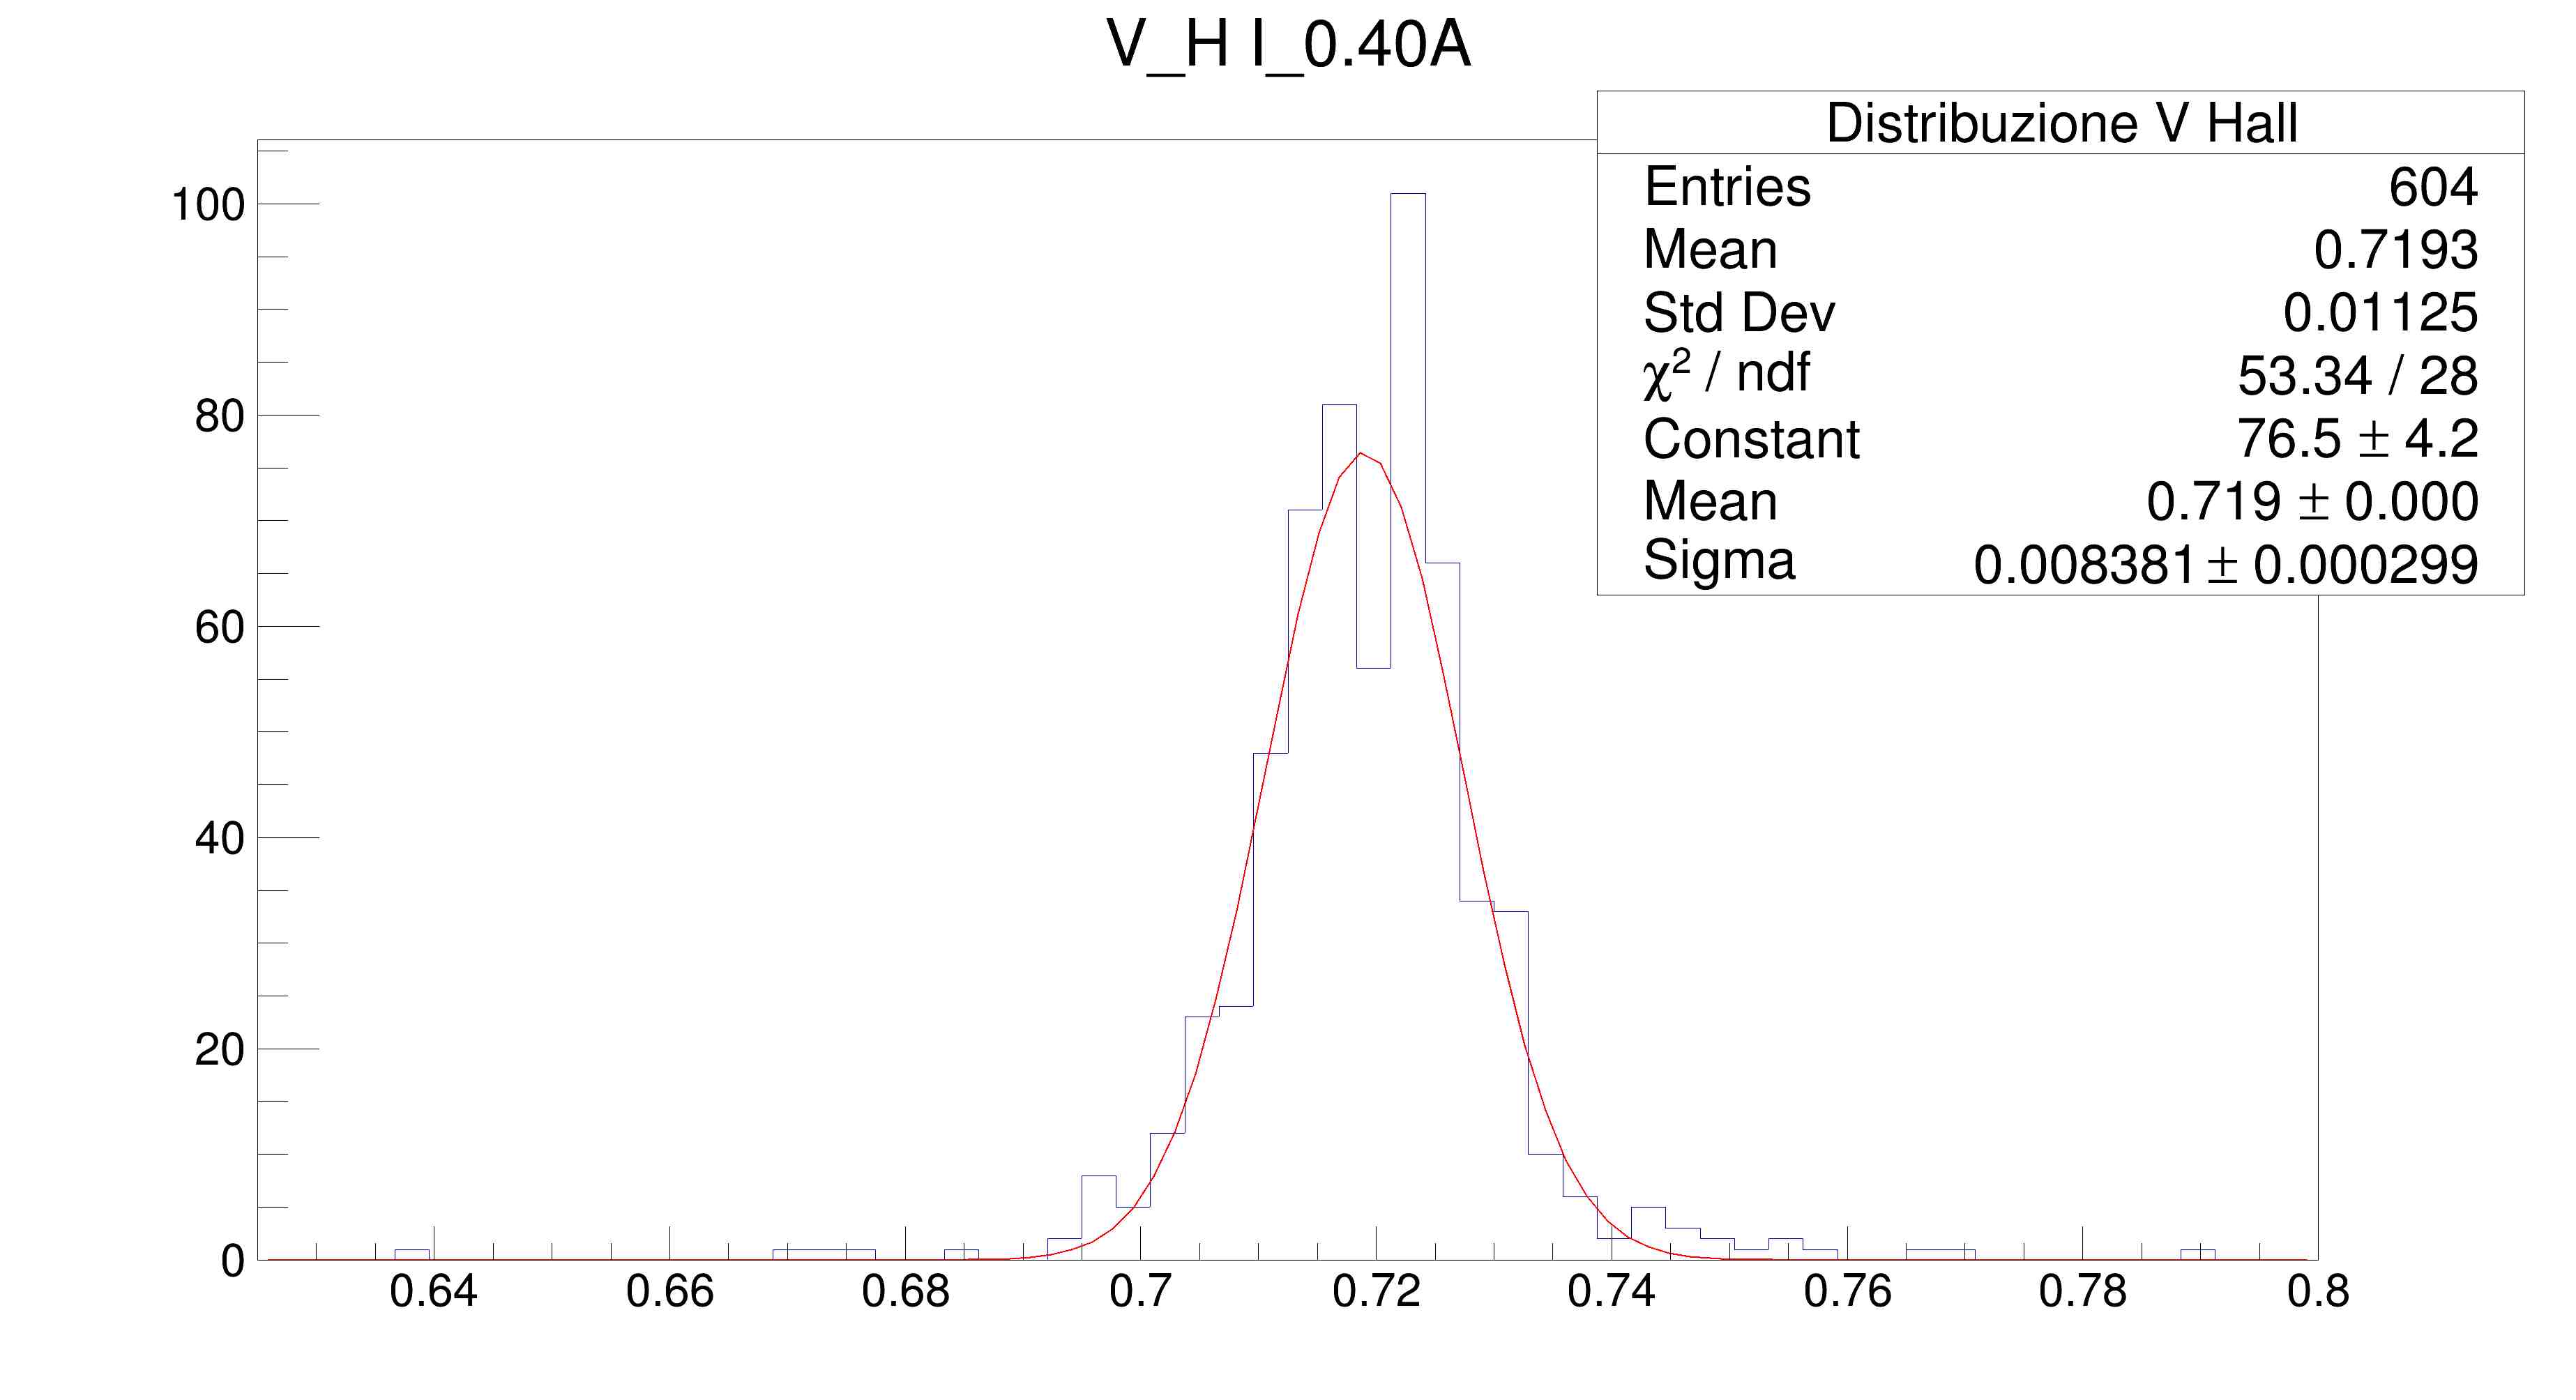 V_H I_0.40A
Distribuzione V Hall
Entries 604
Mean 0.7193
Std Dev 0.01125
χ² / ndf 53.34 / 28
Constant 76.5 ± 4.2
Mean 0.719 ± 0.000
Sigma 0.008381 ± 0.000299
100
80
60
40
20
0
0.64 0.66 0.68 0.7 0.72 0.74 0.76 0.78 0.8